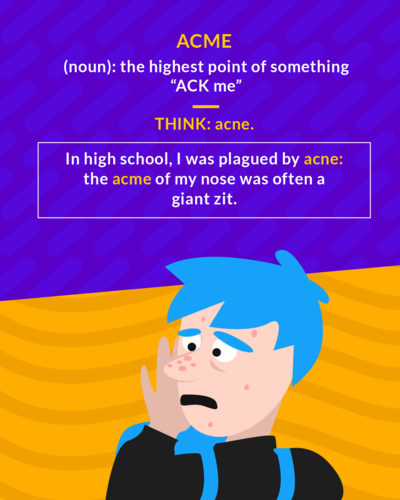 ACME
(noun): the highest point of something
“ACK me”
THINK: acne.
In high school, I was plagued by acne:
the acme of my nose was often a
giant zit.